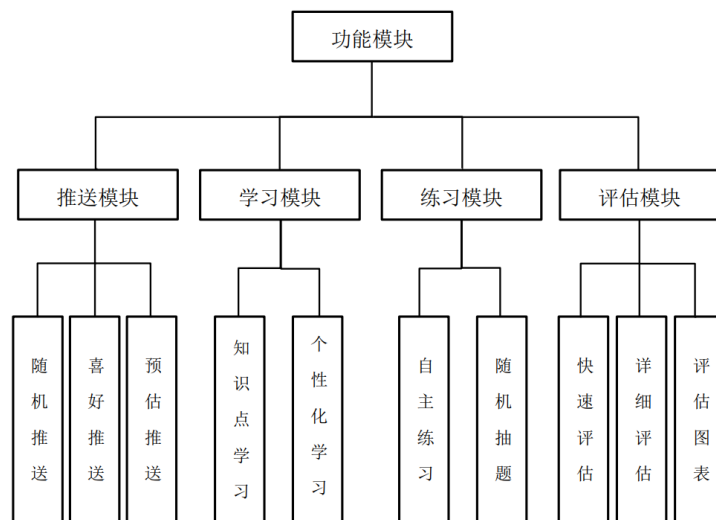 功能模块
推送模块
学习模块
练习模块
评估模块
随机推送
喜好推送
预估推送
知识点学习
个性化学习
自主练习
随机抽题
快速评估
详细评估
评估图表